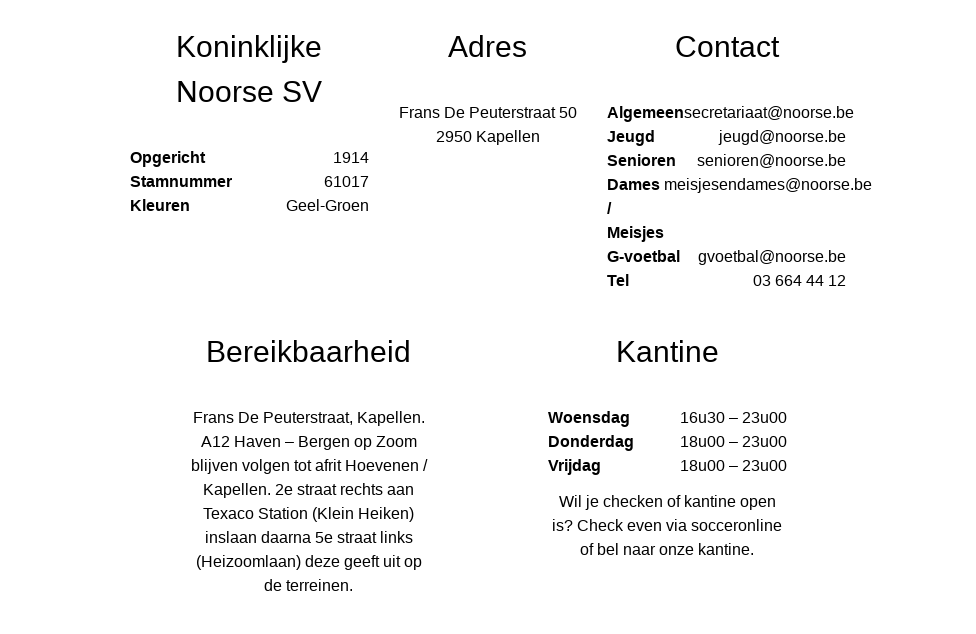 Koninklijke
Noorse SV
Opgericht 1914
Stamnummer 61017
Kleuren Geel-Groen
Adres
Frans De Peuterstraat 50
2950 Kapellen
Contact
Algemeen secretariaat@noorse.be
Jeugd jeugd@noorse.be
Senioren senioren@noorse.be
Dames meisjesendames@noorse.be
/
Meisjes
G-voetbal gvoetbal@noorse.be
Tel 03 664 44 12
Bereikbaarheid
Frans De Peuterstraat, Kapellen.
A12 Haven – Bergen op Zoom
blijven volgen tot afrit Hoevenen /
Kapellen. 2e straat rechts aan
Texaco Station (Klein Heiken)
inslaan daarna 5e straat links
(Heizoomlaan) deze geeft uit op
de terreinen.
Kantine
Woensdag 16u30 – 23u00
Donderdag 18u00 – 23u00
Vrijdag 18u00 – 23u00
Wil je checken of kantine open
is? Check even via socceronline
of bel naar onze kantine.